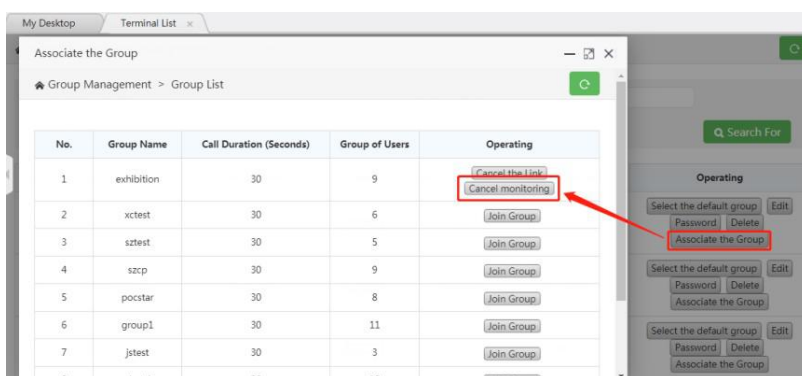 My Desktop
Terminal List ×
Associate the Group
Group Management > Group List
Search For
No. Group Name Call Duration (Seconds) Group of Users Operating
1 exhibition 30 9 Cancel the Link
Cancel monitoring
2 xctest 30 6 Join Group
3 sztest 30 5 Join Group
4 szcp 30 9 Join Group
5 pocstar 30 8 Join Group
6 group1 30 11 Join Group
7 jstest 30 3 Join Group
Operating
Select the default group Edit
Password Delete
Associate the Group
Select the default group Edit
Password Delete
Associate the Group
Select the default group Edit
Password Delete
Associate the Group